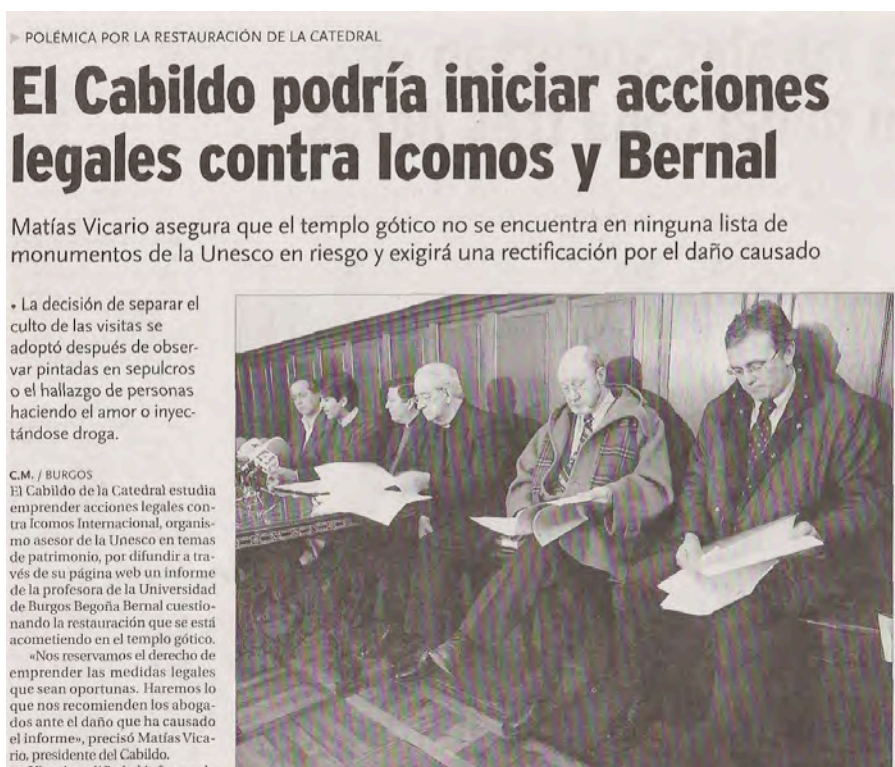 POLÉMICA POR LA RESTAURACIÓN DE LA CATEDRAL
El Cabildo podría iniciar acciones
legales contra Icomos y Bernal
Matías Vicario asegura que el templo gótico no se encuentra en ninguna lista de
monumentos de la Unesco en riesgo y exigirá una rectificación por el daño causado
• La decisión de separar el
culto de las visitas se
adoptó después de obser-
var pintadas en sepulcros
o el hallazgo de personas
haciendo el amor o inyec-
tándose droga.
C.M. / BURGOS
El Cabildo de la Catedral estudia
emprender acciones legales con-
tra Icomos Internacional, organis-
mo asesor de la Unesco en temas
de patrimonio, por difundir a tra-
vés de su página web un informe
de la profesora de la Universidad
de Burgos Begoña Bernal cuestio-
nando la restauración que se está
acometiendo en el templo gótico.
«Nos reservamos el derecho de
emprender las medidas legales
que sean oportunas. Haremos lo
que nos recomienden los aboga-
dos ante el daño que ha causado
el informe», precisó Matías Vica-
rio, presidente del Cabildo.